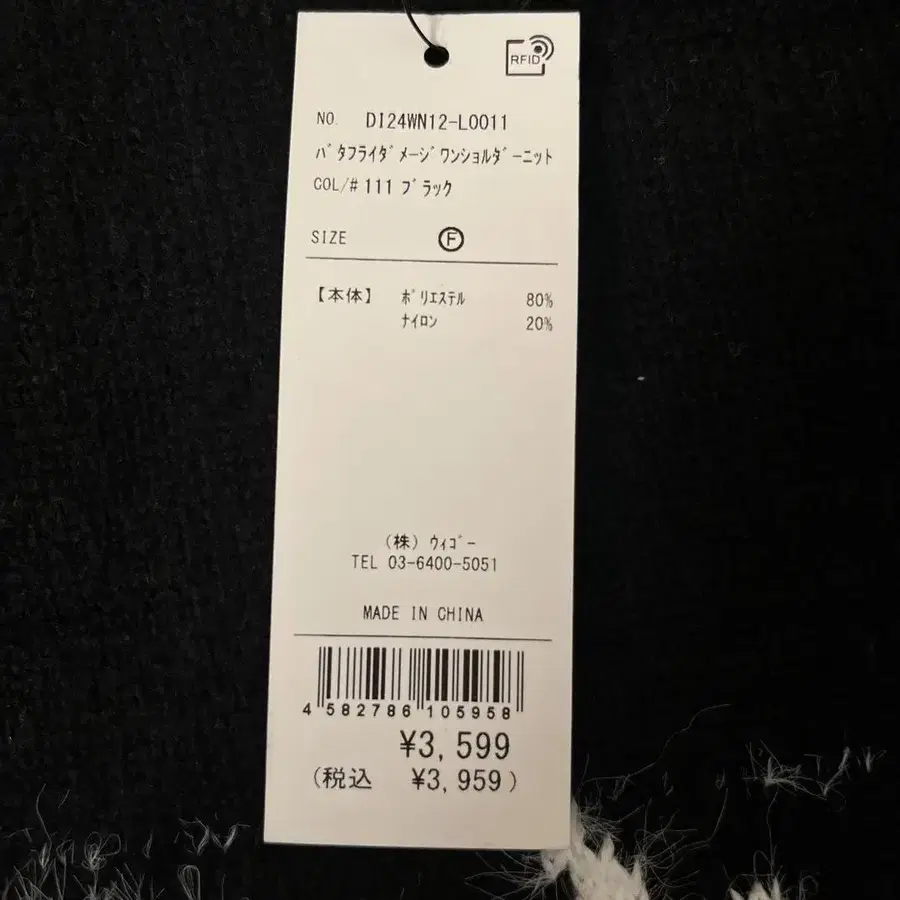 RFID
NO. DI24WN12-L0011
ﾊﾞﾀﾌﾗｲﾀﾞﾒｰｼﾞﾜﾝｼｮﾙﾀﾞｰﾆｯﾄ
COL/# 111 ﾌﾞﾗｯｸ
SIZE Ⓕ
【本体】 ﾎﾟﾘｴｽﾃﾙ 80%
ﾅｲﾛﾝ 20%
(株) ｳｨｺﾞｰ
TEL 03-6400-5051
MADE IN CHINA
4 582786 105958
¥3,599
(税込 ¥3,959)